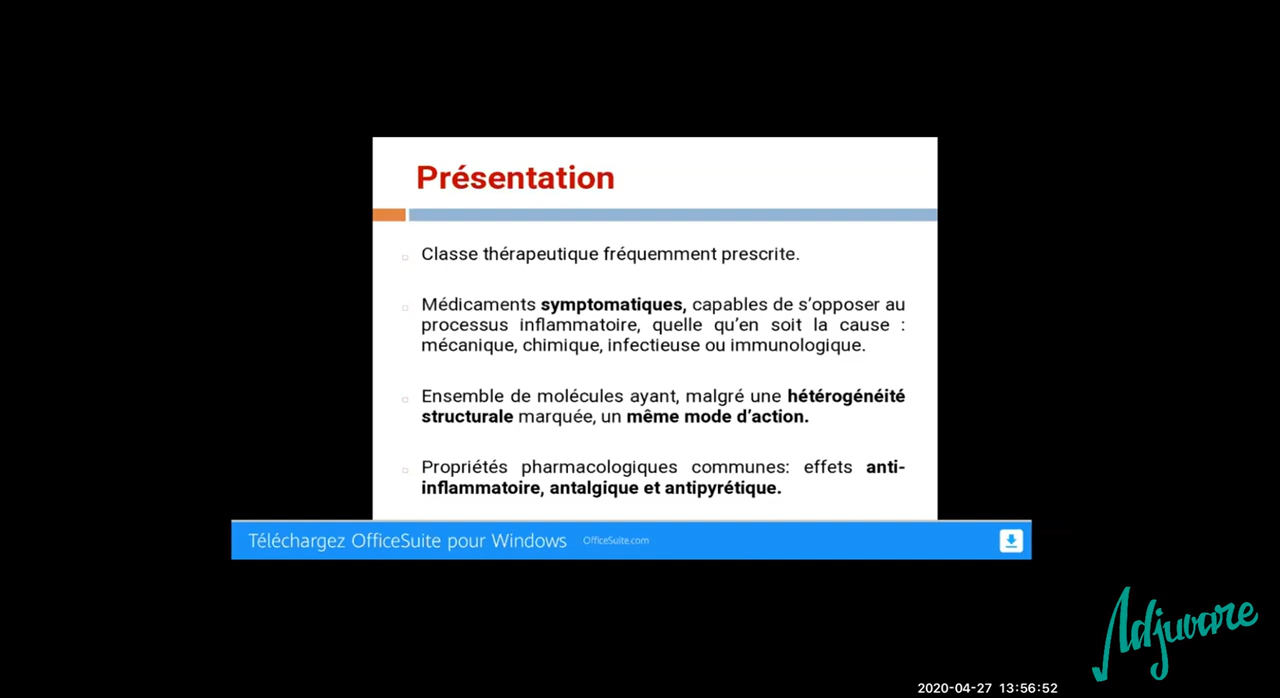 Présentation
Classe thérapeutique fréquemment prescrite.
Médicaments symptomatiques, capables de s’opposer au
processus inflammatoire, quelle qu’en soit la cause :
mécanique, chimique, infectieuse ou immunologique.
Ensemble de molécules ayant, malgré une hétérogénéité
structurale marquée, un même mode d’action.
Propriétés pharmacologiques communes: effets anti-
inflammatoire, antalgique et antipyrétique.
Téléchargez OfficeSuite pour Windows OfficeSuite.com
Adjuvare
2020-04-27 13:56:52